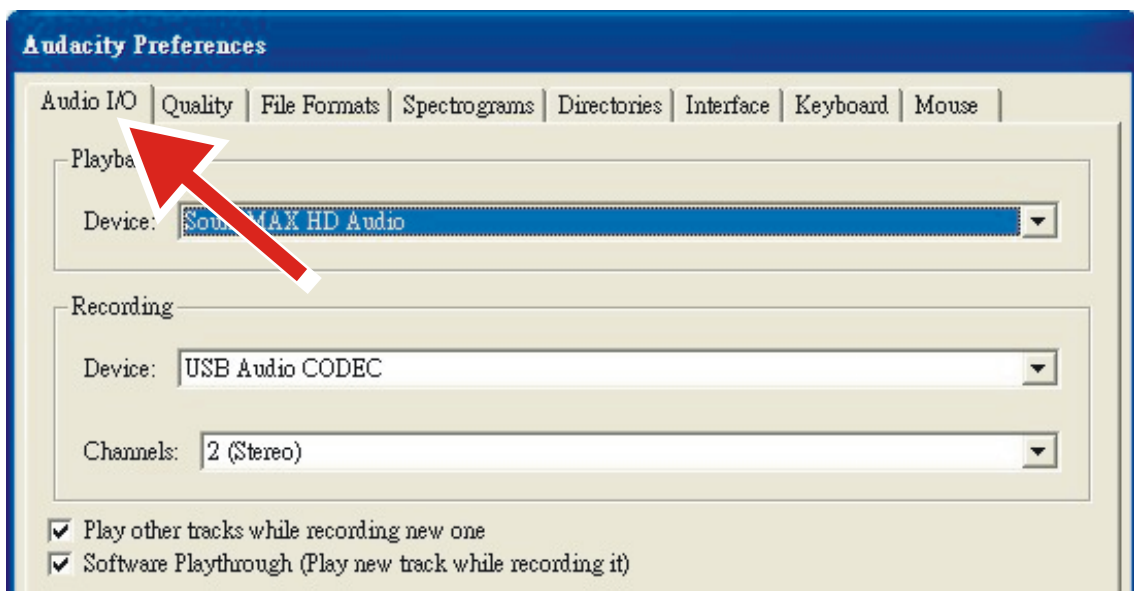 Audacity Preferences
Audio I/O Quality File Formats Spectrograms Directories Interface Keyboard Mouse
Device: HD Audio
Recording
Device: USB Audio CODEC
Channels: 2 (Stereo)
Play other tracks while recording new one
Software Playthrough (Play new track while recording it)